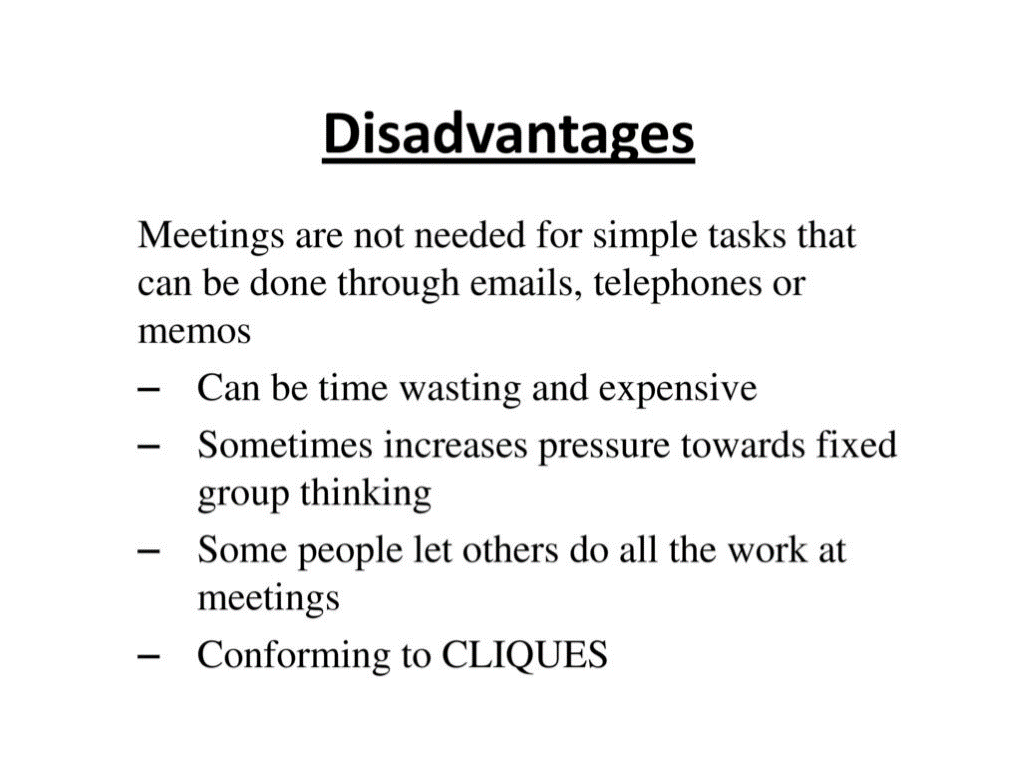 Disadvantages
Meetings are not needed for simple tasks that
can be done through emails, telephones or
memos
– Can be time wasting and expensive
– Sometimes increases pressure towards fixed
group thinking
– Some people let others do all the work at
meetings
– Conforming to CLIQUES